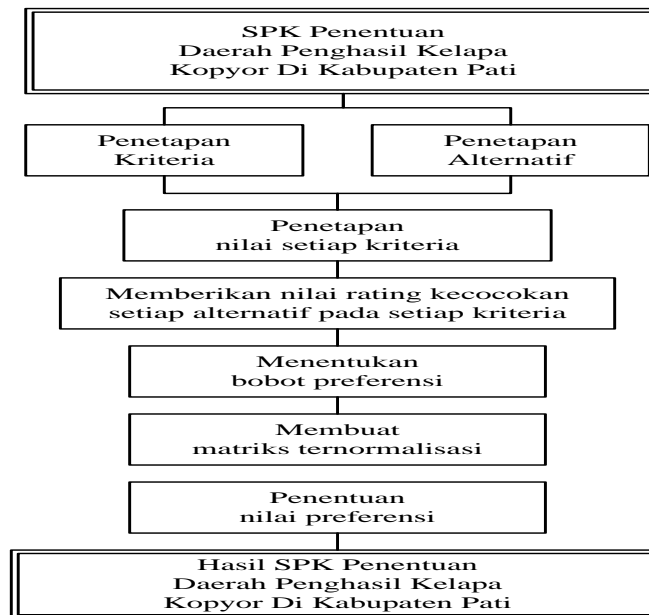 SPK Penentuan
Daerah Penghasil Kelapa
Kopyor Di Kabupaten Pati
Penetapan
Kriteria
Penetapan
Alternatif
Penetapan
nilai setiap kriteria
Memberikan nilai rating kecocokan
setiap alternatif pada setiap kriteria
Menentukan
bobot preferensi
Membuat
matriks ternormalisasi
Penentuan
nilai preferensi
Hasil SPK Penentuan
Daerah Penghasil Kelapa
Kopyor Di Kabupaten Pati